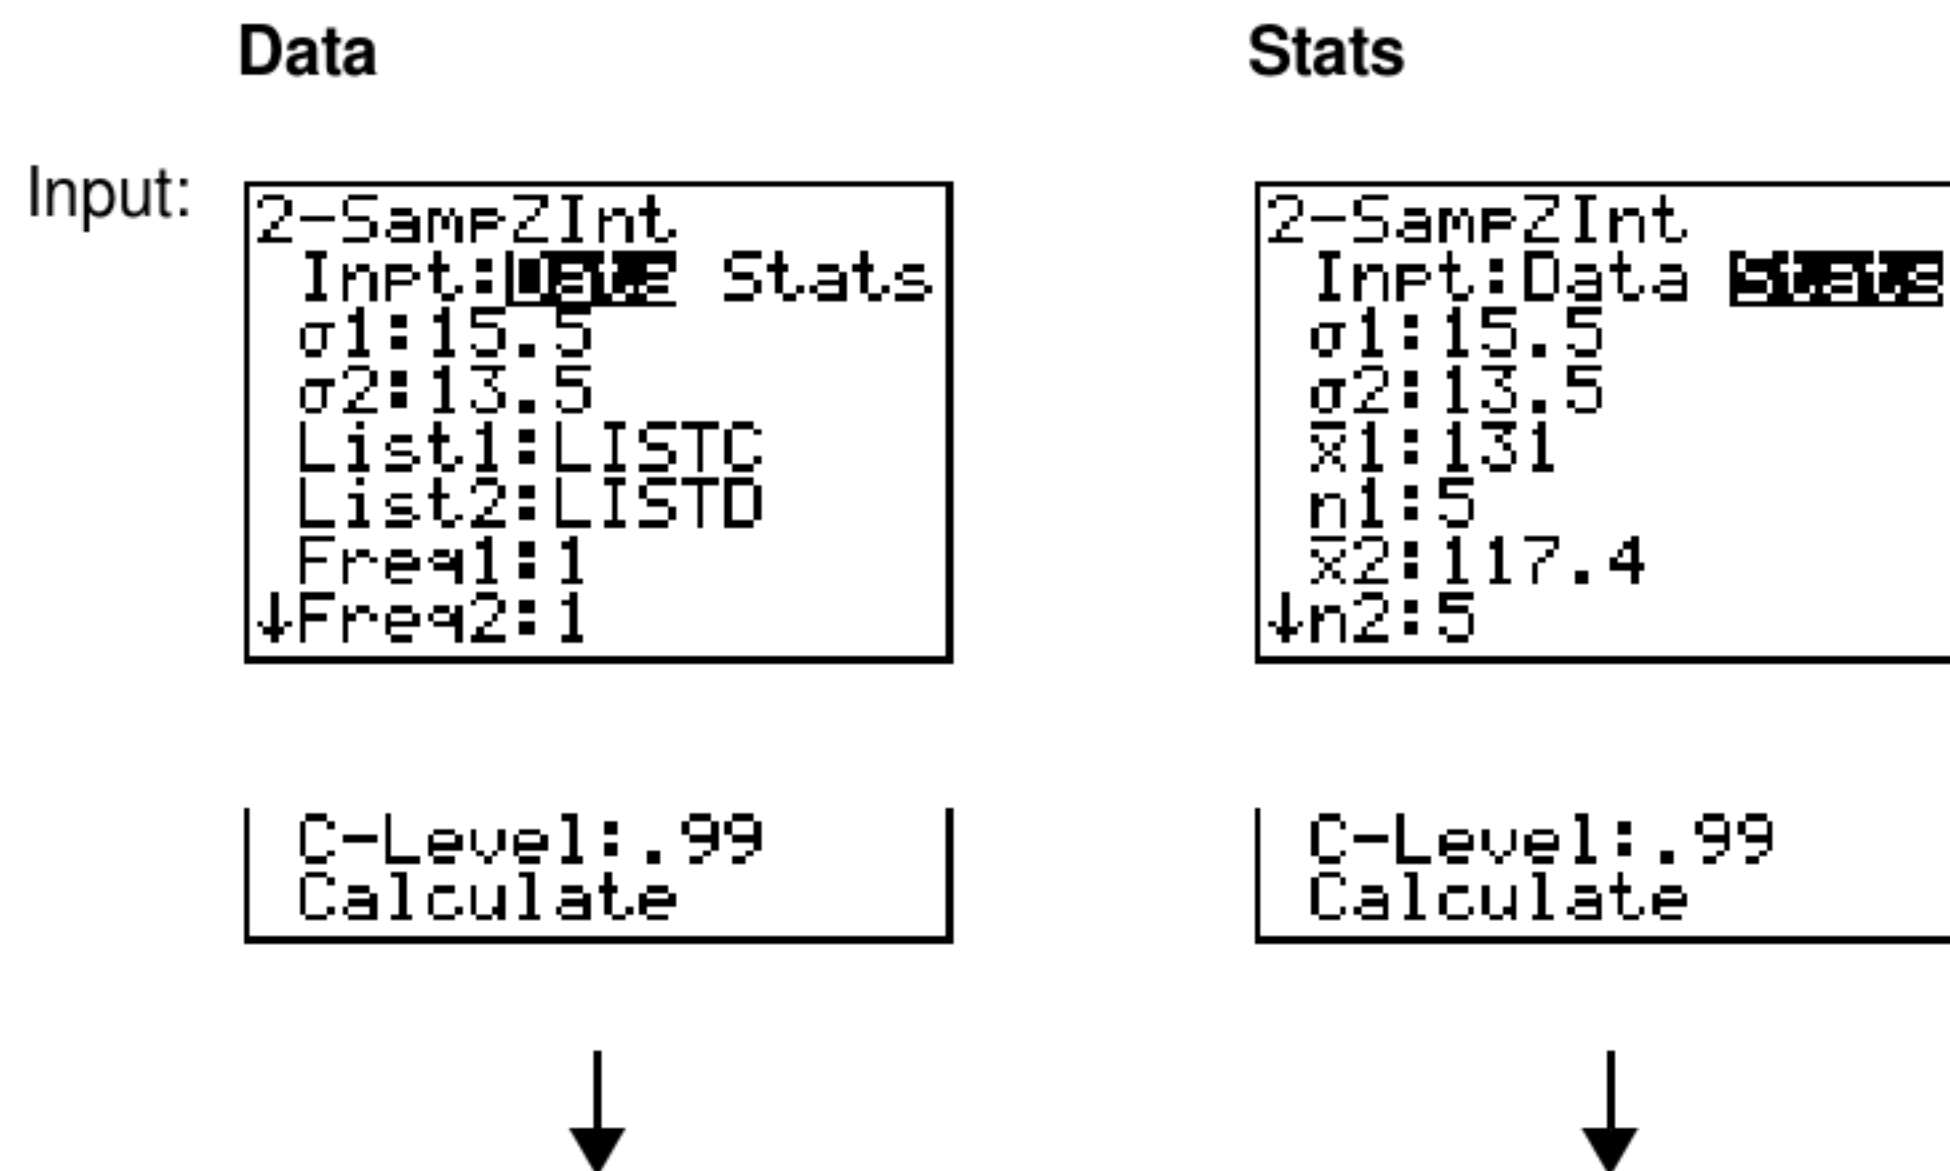 Data
Stats
Input:
2-SampZInt
Inpt:Data Stats
σ1:15.5
σ2:13.5
List1:LISTC
List2:LISTD
Freq1:1
↓Freq2:1
C-Level:.99
Calculate
2-SampZInt
Inpt:Data Stats
σ1:15.5
σ2:13.5
x̄1:131
n1:5
x̄2:117.4
↓n2:5
C-Level:.99
Calculate